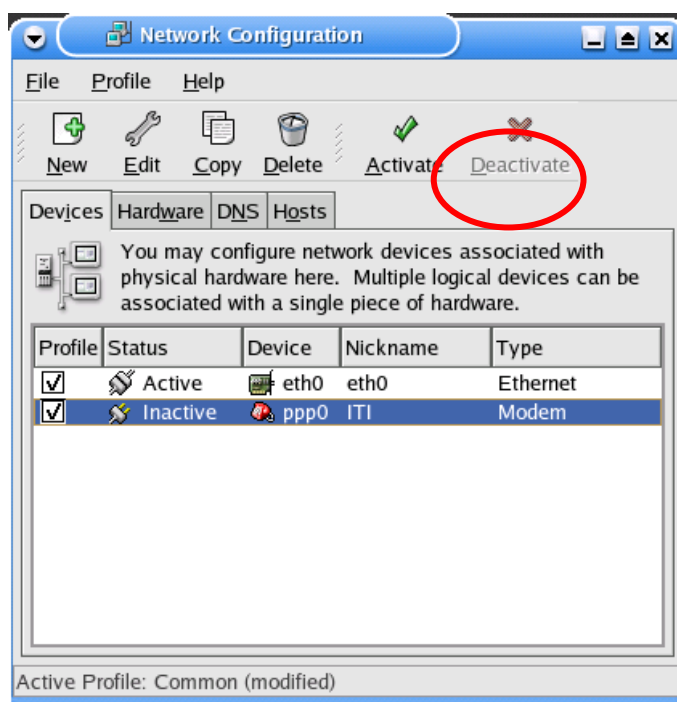 Network Configuration
File Profile Help
New Edit Copy Delete Activate Deactivate
Devices Hardware DNS Hosts
You may configure network devices associated with
physical hardware here. Multiple logical devices can be
associated with a single piece of hardware.
Profile Status Device Nickname Type
Active eth0 eth0 Ethernet
Inactive ppp0 ITI Modem
Active Profile: Common (modified)